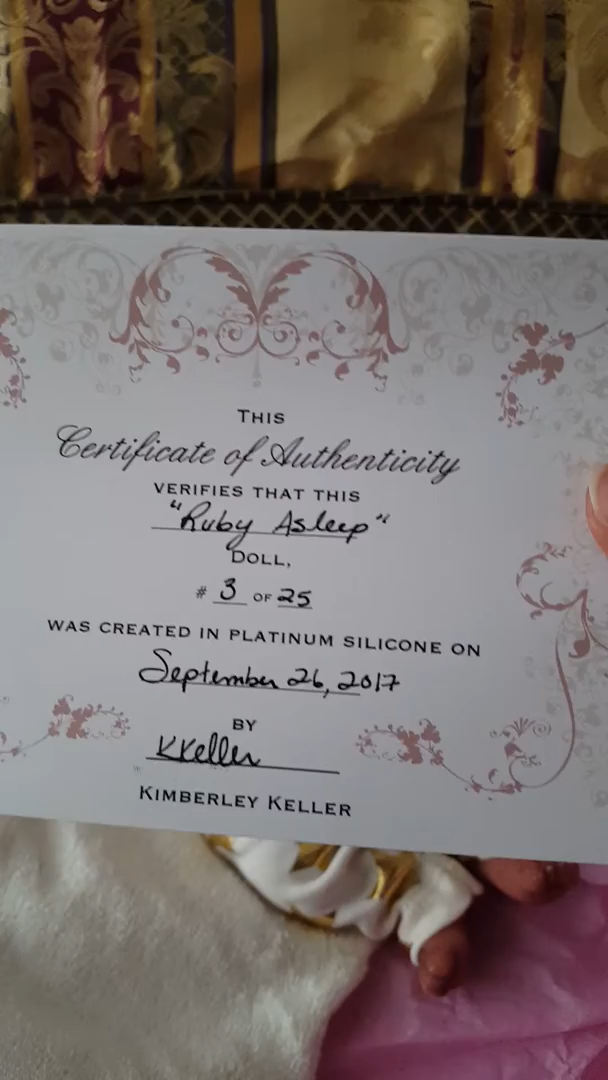 THIS
Certificate of Authenticity
VERIFIES THAT THIS
"Ruby Asleep"
DOLL,
# 3 OF 25
WAS CREATED IN PLATINUM SILICONE ON
September 26, 2017
BY
KKeller
KIMBERLEY KELLER